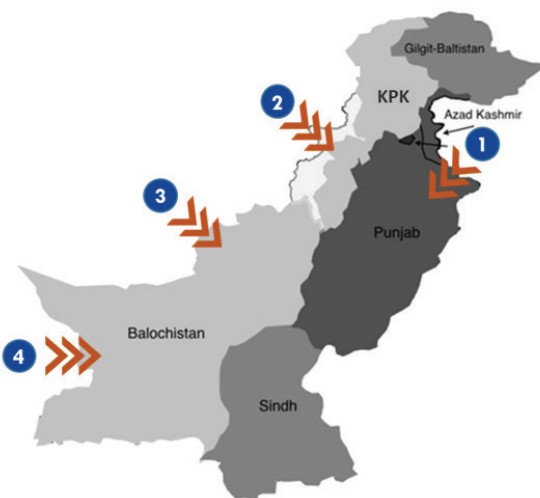 Gilgit-Baltistan
KPK
2
Azad Kashmir
1
3
Punjab
Balochistan
4
Sindh